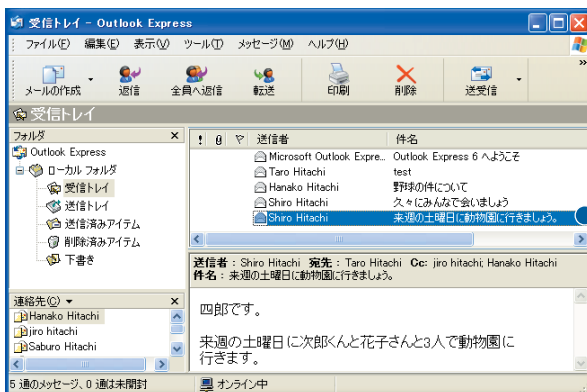 受信トレイ - Outlook Express
ファイル(F) 編集(E) 表示(V) ツール(T) メッセージ(M) ヘルプ(H)
メールの作成 返信 全員へ返信 転送 印刷 削除 送受信
受信トレイ
フォルダ
Outlook Express
ローカル フォルダ
受信トレイ
送信トレイ
送信済みアイテム
削除済みアイテム
下書き
連絡先(C)
Hanako Hitachi
jiro hitachi
Saburo Hitachi
! 送信者 件名
Microsoft Outlook Expre... Outlook Express 6 へようこそ
Taro Hitachi test
Hanako Hitachi 野球の件について
Shiro Hitachi 久々にみんなで会いましょう
Shiro Hitachi 来週の土曜日に動物園に行きましょう。
送信者 : Shiro Hitachi 宛先 : Taro Hitachi Cc: jiro hitachi; Hanako Hitachi
件名 : 来週の土曜日に動物園に行きましょう。
四郎です。
来週の土曜日に次郎くんと花子さんと3人で動物園に
行きます。
5 通のメッセージ、0 通は未開封 オンライン中